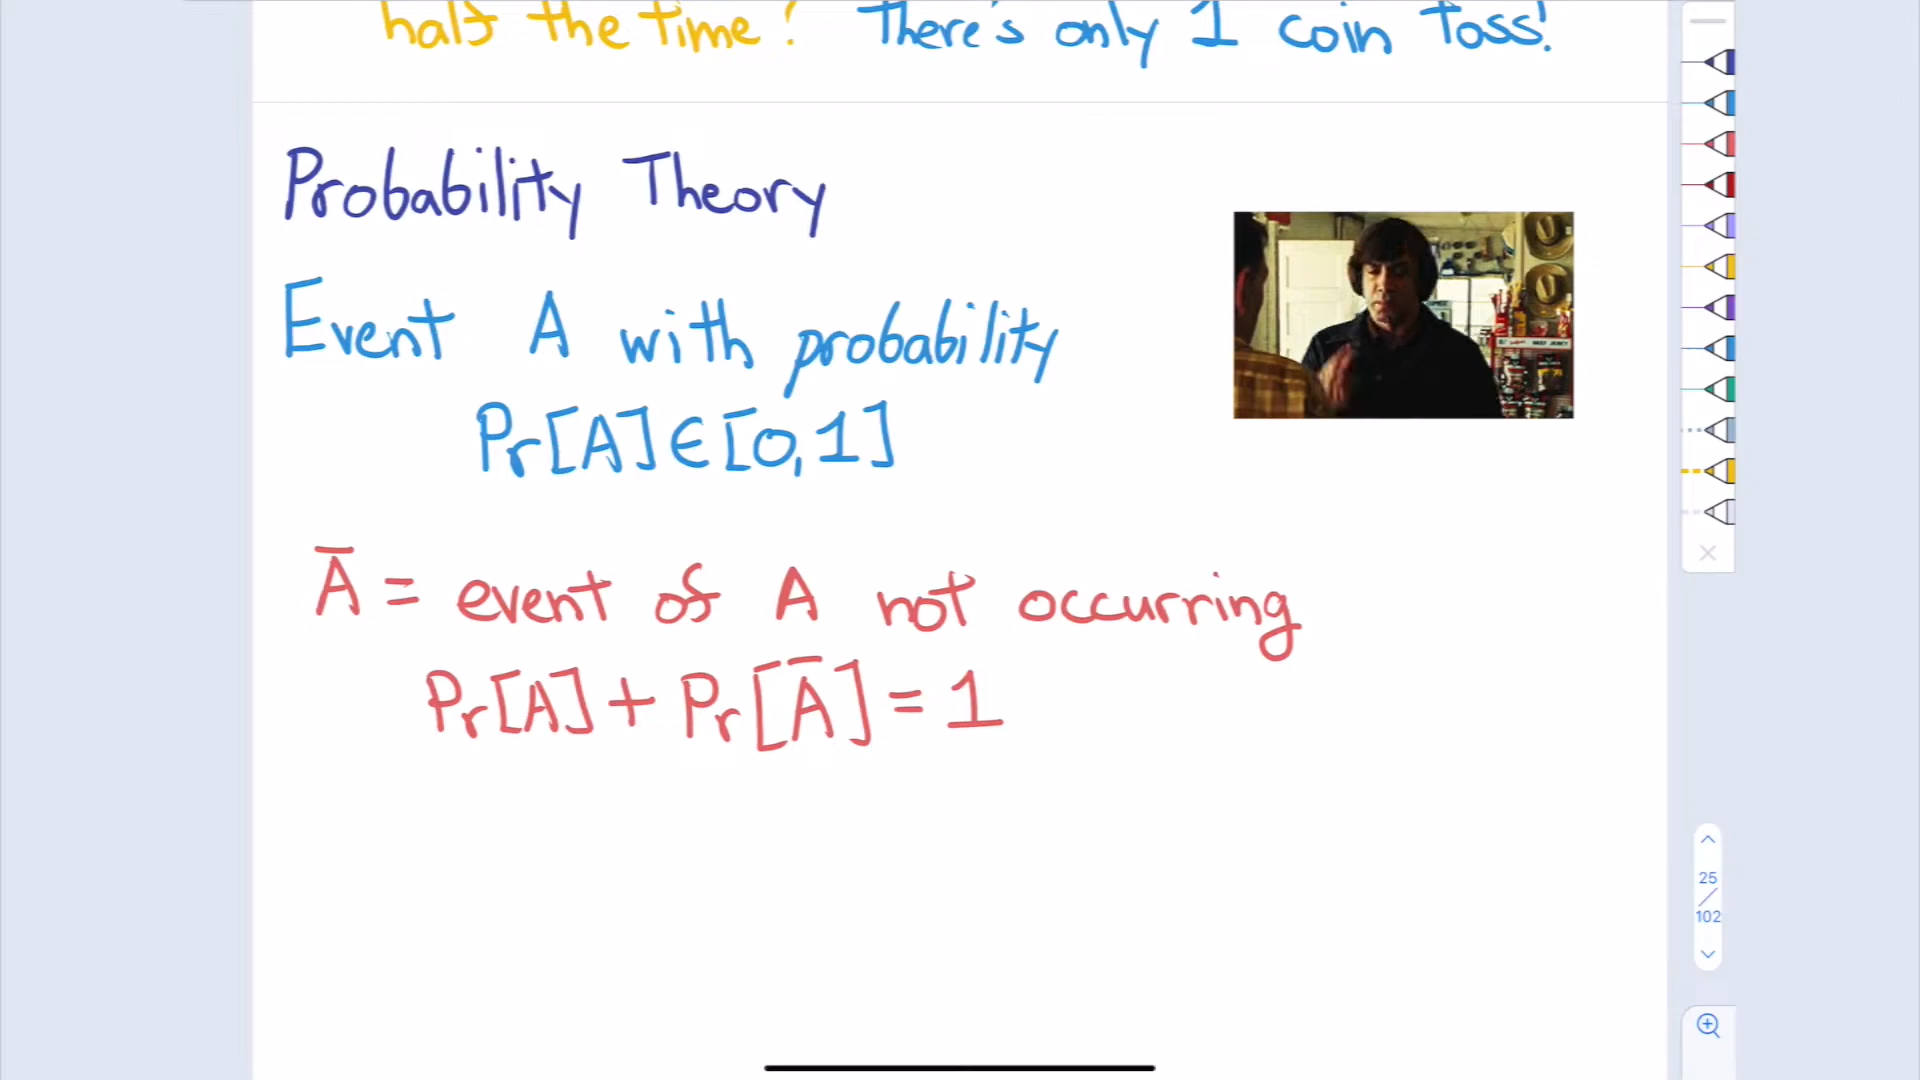 half the time? There's only 1 coin toss!
Probability Theory
Event A with probability
Pr[A]∈[0,1]
Ā = event of A not occurring
Pr[A] + Pr[Ā] = 1
25
/
102